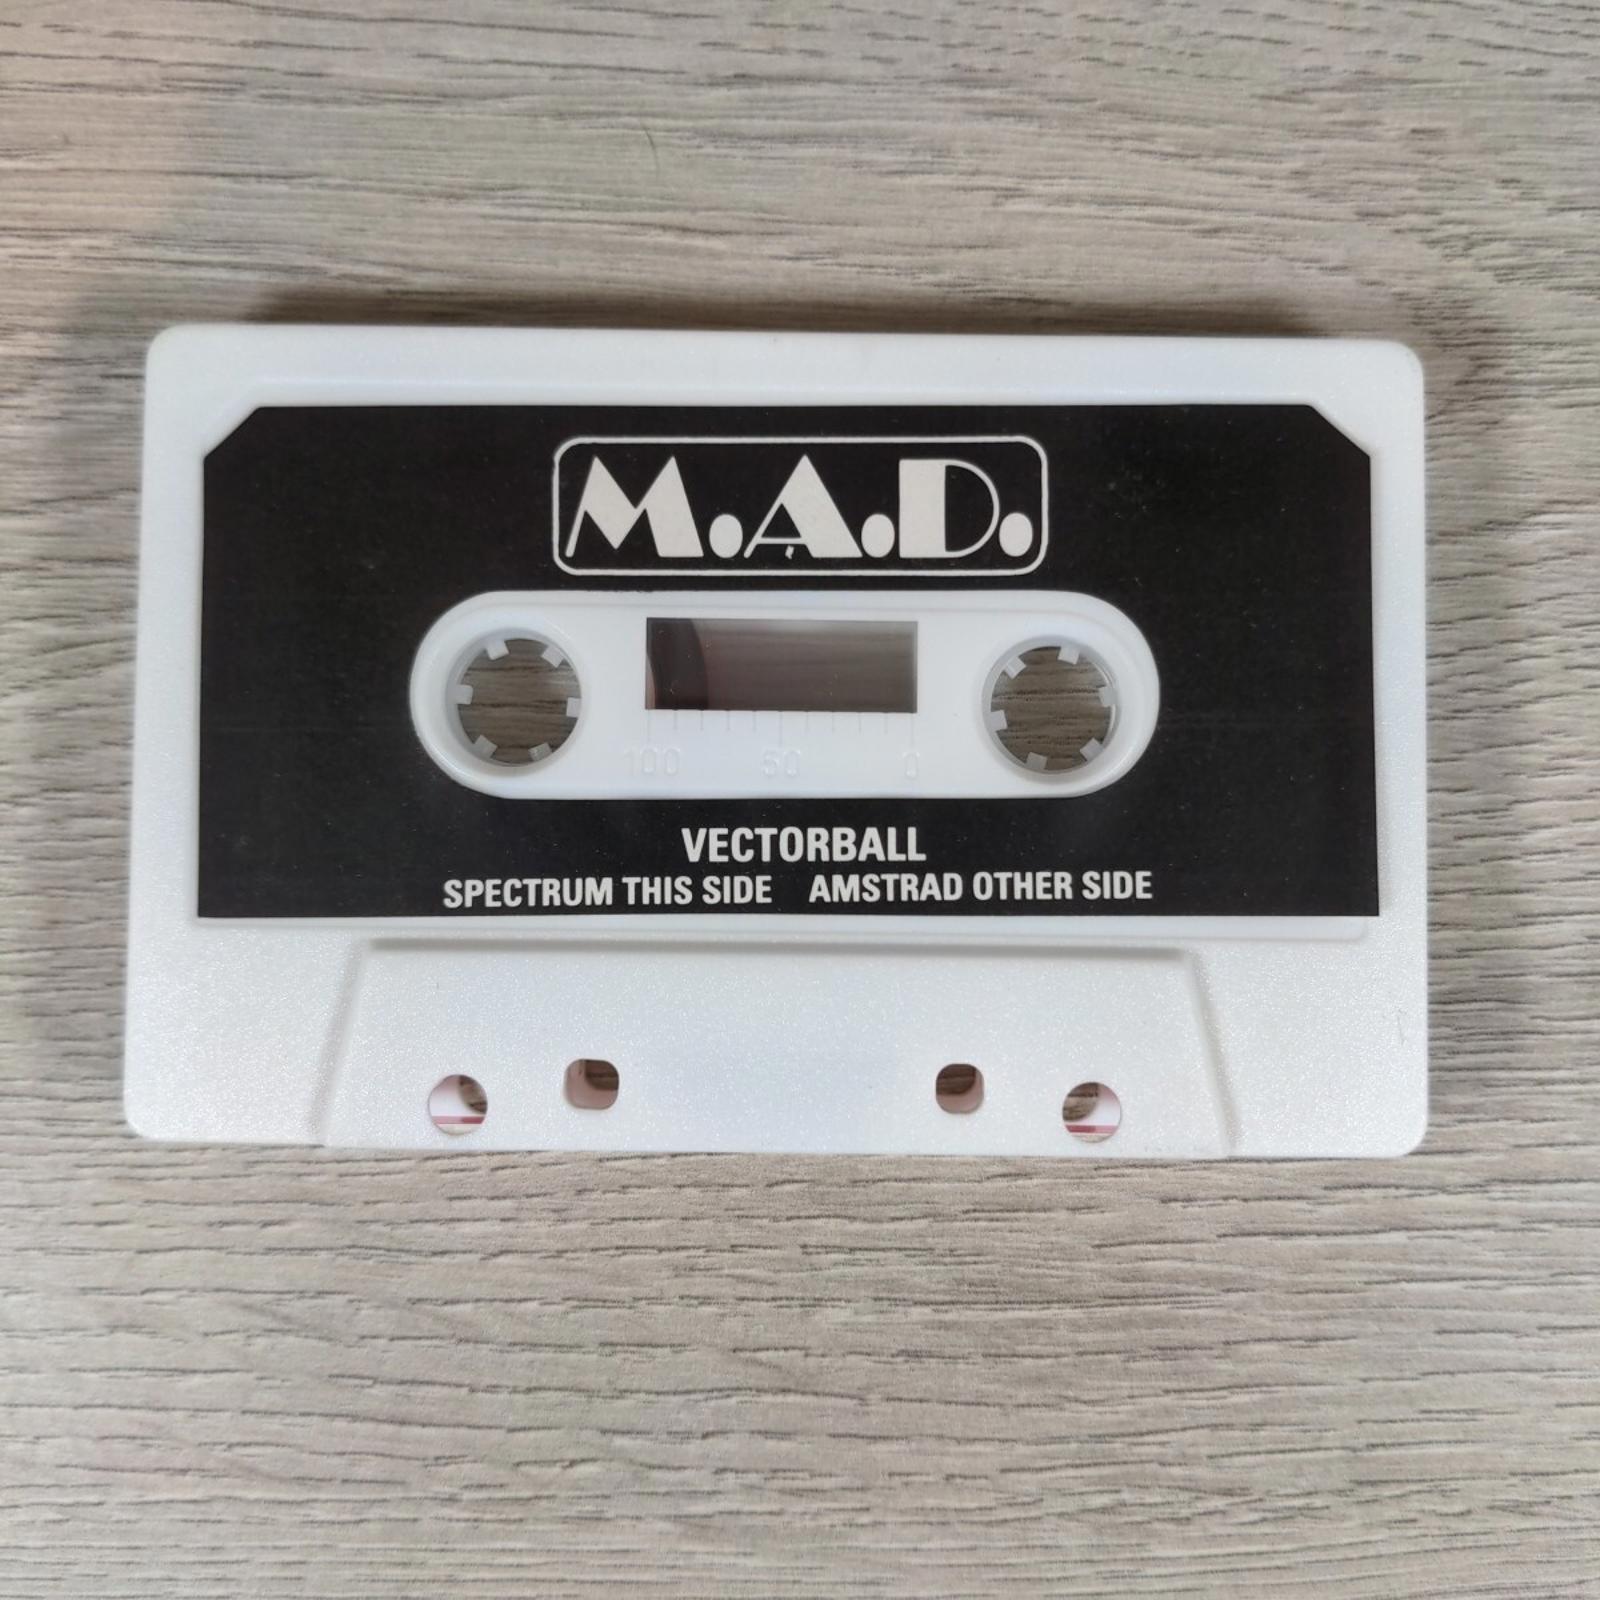 M.A.D.
100 50 0
VECTORBALL
SPECTRUM THIS SIDE AMSTRAD OTHER SIDE